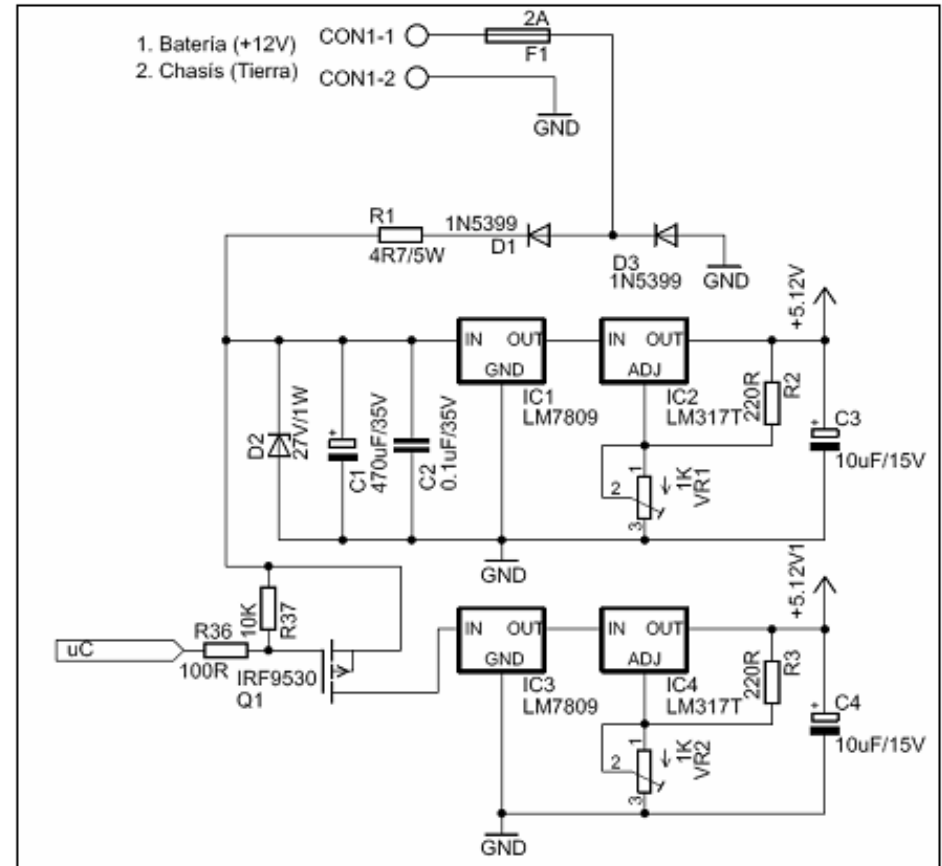 1. Batería (+12V)
2. Chasís (Tierra)
CON1-1
CON1-2
2A
F1
GND
R1
4R7/5W
1N5399
D1
D3
1N5399
GND
+5.12V
IN OUT
GND
IC1
LM7809
IN OUT
ADJ
IC2
LM317T
220R
R2
C3
+
10uF/15V
D2
27V/1W
+
C1
470uF/35V
C2
0.1uF/35V
1
2
3
1K
VR1
GND
+5.12V1
uC
R36
100R
10K
R37
IRF9530
Q1
IN OUT
GND
IC3
LM7809
IN OUT
ADJ
IC4
LM317T
220R
R3
C4
+
10uF/15V
1
2
3
1K
VR2
GND